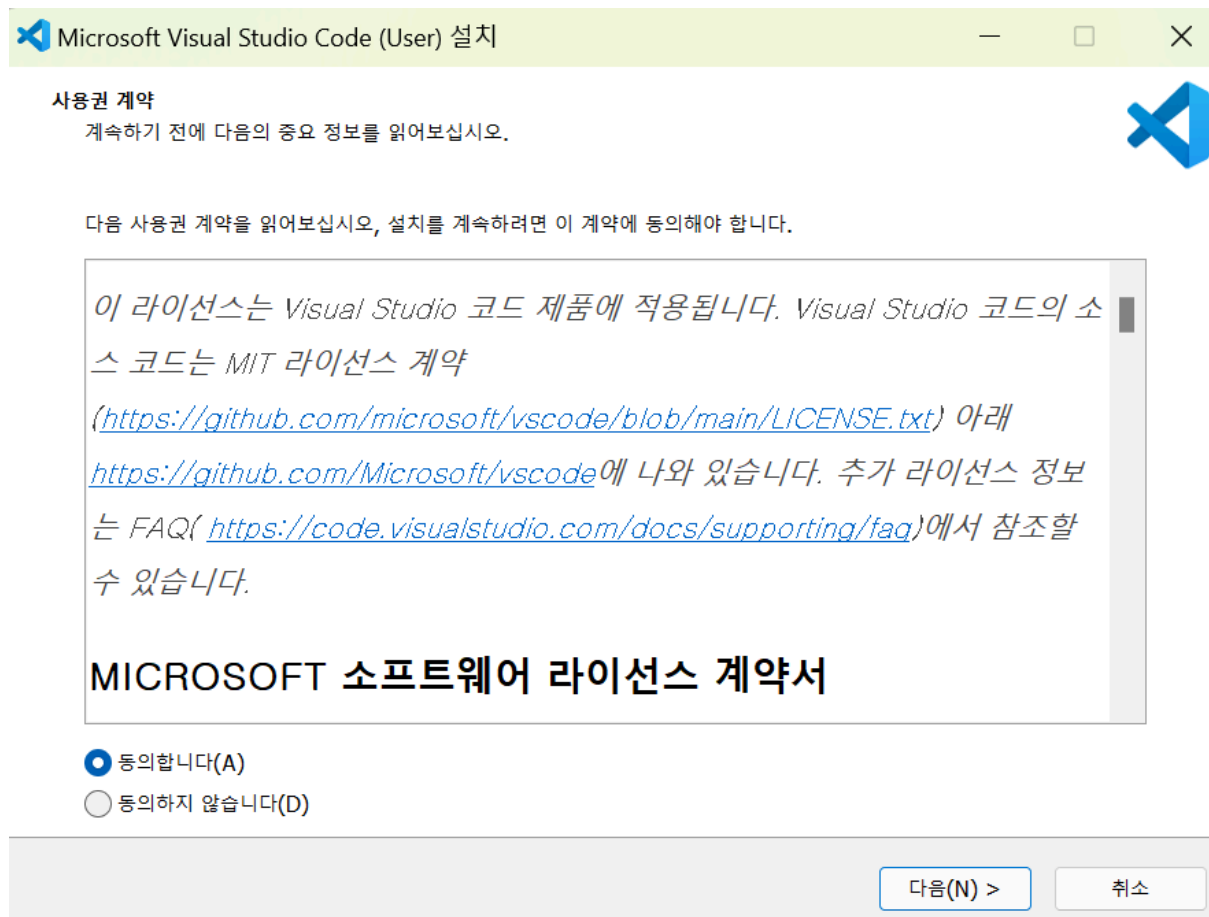 Microsoft Visual Studio Code (User) 설치
사용권 계약
계속하기 전에 다음의 중요 정보를 읽어보십시오.
다음 사용권 계약을 읽어보십시오, 설치를 계속하려면 이 계약에 동의해야 합니다.
이 라이선스는 Visual Studio 코드 제품에 적용됩니다. Visual Studio 코드의 소
스 코드는 MIT 라이선스 계약
(https://github.com/microsoft/vscode/blob/main/LICENSE.txt) 아래
https://github.com/Microsoft/vscode에 나와 있습니다. 추가 라이선스 정보
는 FAQ( https://code.visualstudio.com/docs/supporting/faq)에서 참조할
수 있습니다.
MICROSOFT 소프트웨어 라이선스 계약서
동의합니다(A)
동의하지 않습니다(D)
다음(N) >
취소